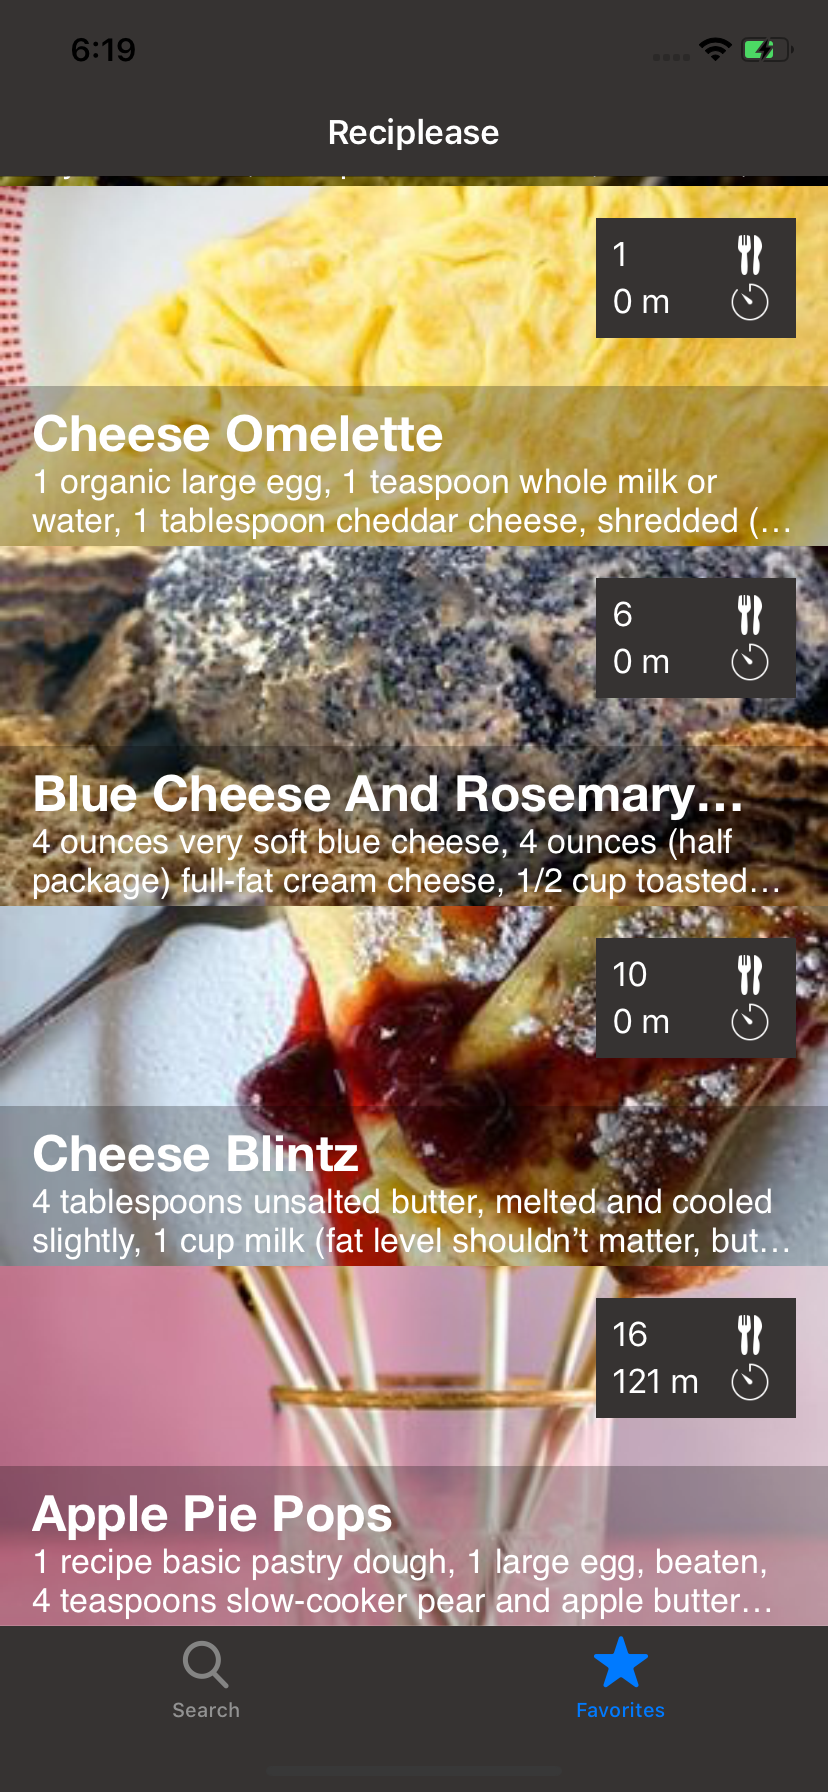 6:19
Reciplease
1
0 m
Cheese Omelette
1 organic large egg, 1 teaspoon whole milk or
water, 1 tablespoon cheddar cheese, shredded (…
6
0 m
Blue Cheese And Rosemary…
4 ounces very soft blue cheese, 4 ounces (half
package) full-fat cream cheese, 1/2 cup toasted…
10
0 m
Cheese Blintz
4 tablespoons unsalted butter, melted and cooled
slightly, 1 cup milk (fat level shouldn’t matter, but…
16
121 m
Apple Pie Pops
1 recipe basic pastry dough, 1 large egg, beaten,
4 teaspoons slow-cooker pear and apple butter…
Search
Favorites